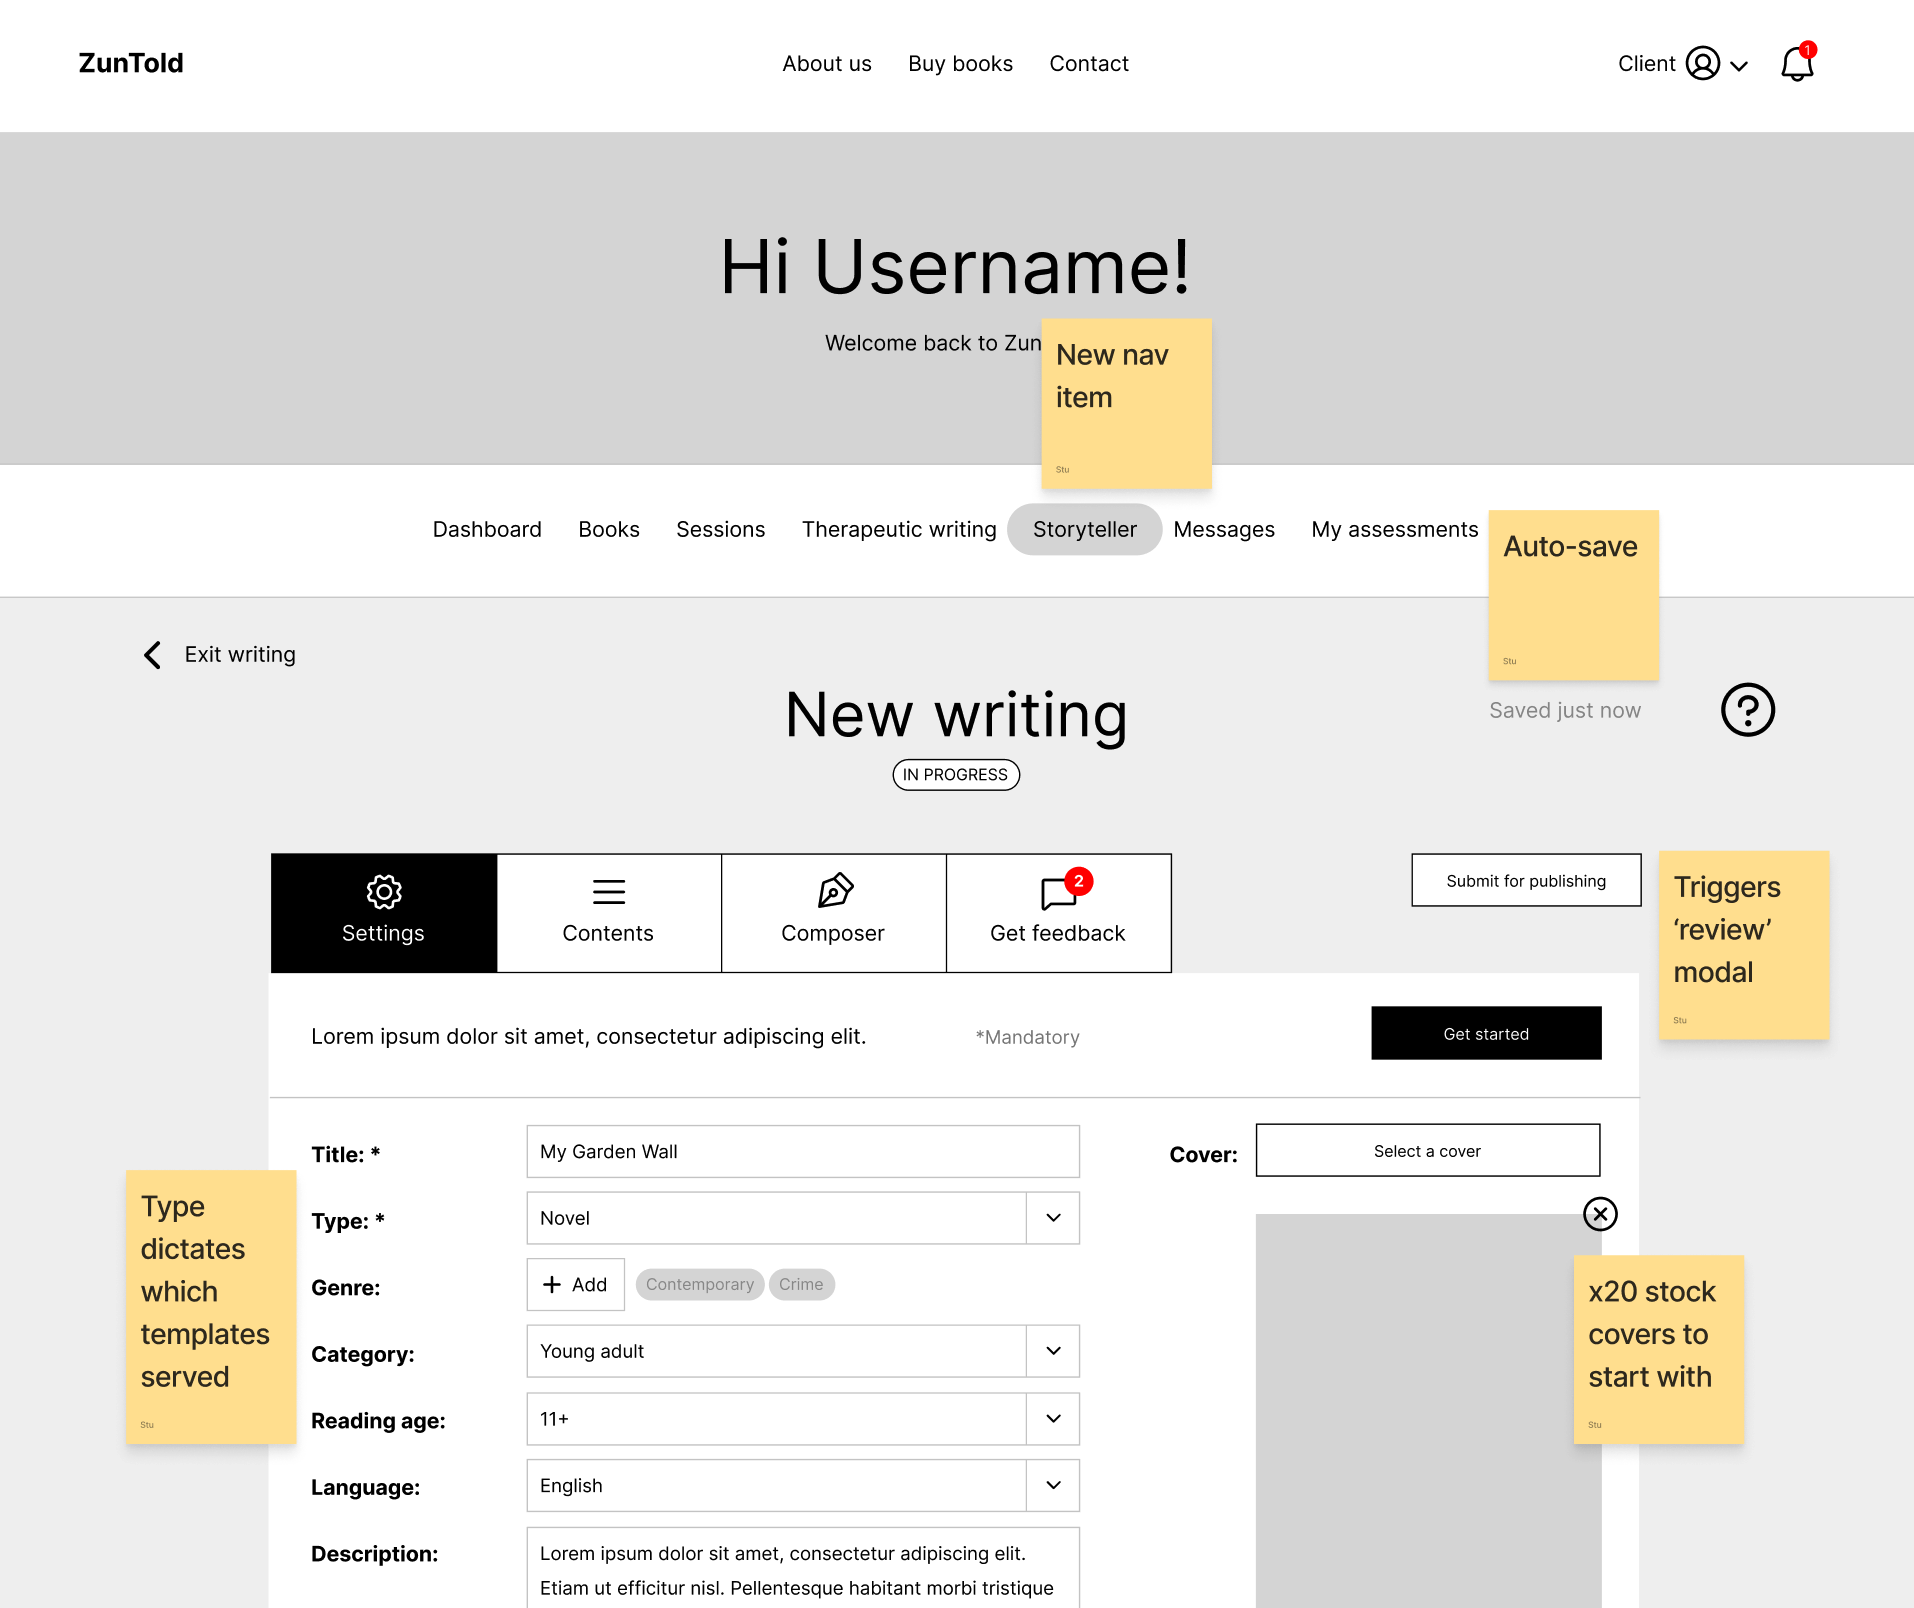 ZunTold
About us
Buy books
Contact
Client
1
Hi Username!
Welcome back to Zun
New nav
item
Stu
Dashboard
Books
Sessions
Therapeutic writing
Storyteller
Messages
My assessments
Auto-save
Stu
Exit writing
New writing
Saved just now
?
IN PROGRESS
Settings
Contents
Composer
2
Get feedback
Submit for publishing
Triggers
‘review’
modal
Stu
Lorem ipsum dolor sit amet, consectetur adipiscing elit.
*Mandatory
Get started
Title: *
My Garden Wall
Cover:
Select a cover
Type
dictates
which
templates
served
Stu
Type: *
Novel
Genre:
Add
Contemporary
Crime
x20 stock
covers to
start with
Stu
Category:
Young adult
Reading age:
11+
Language:
English
Description:
Lorem ipsum dolor sit amet, consectetur adipiscing elit.
Etiam ut efficitur nisl. Pellentesque habitant morbi tristique